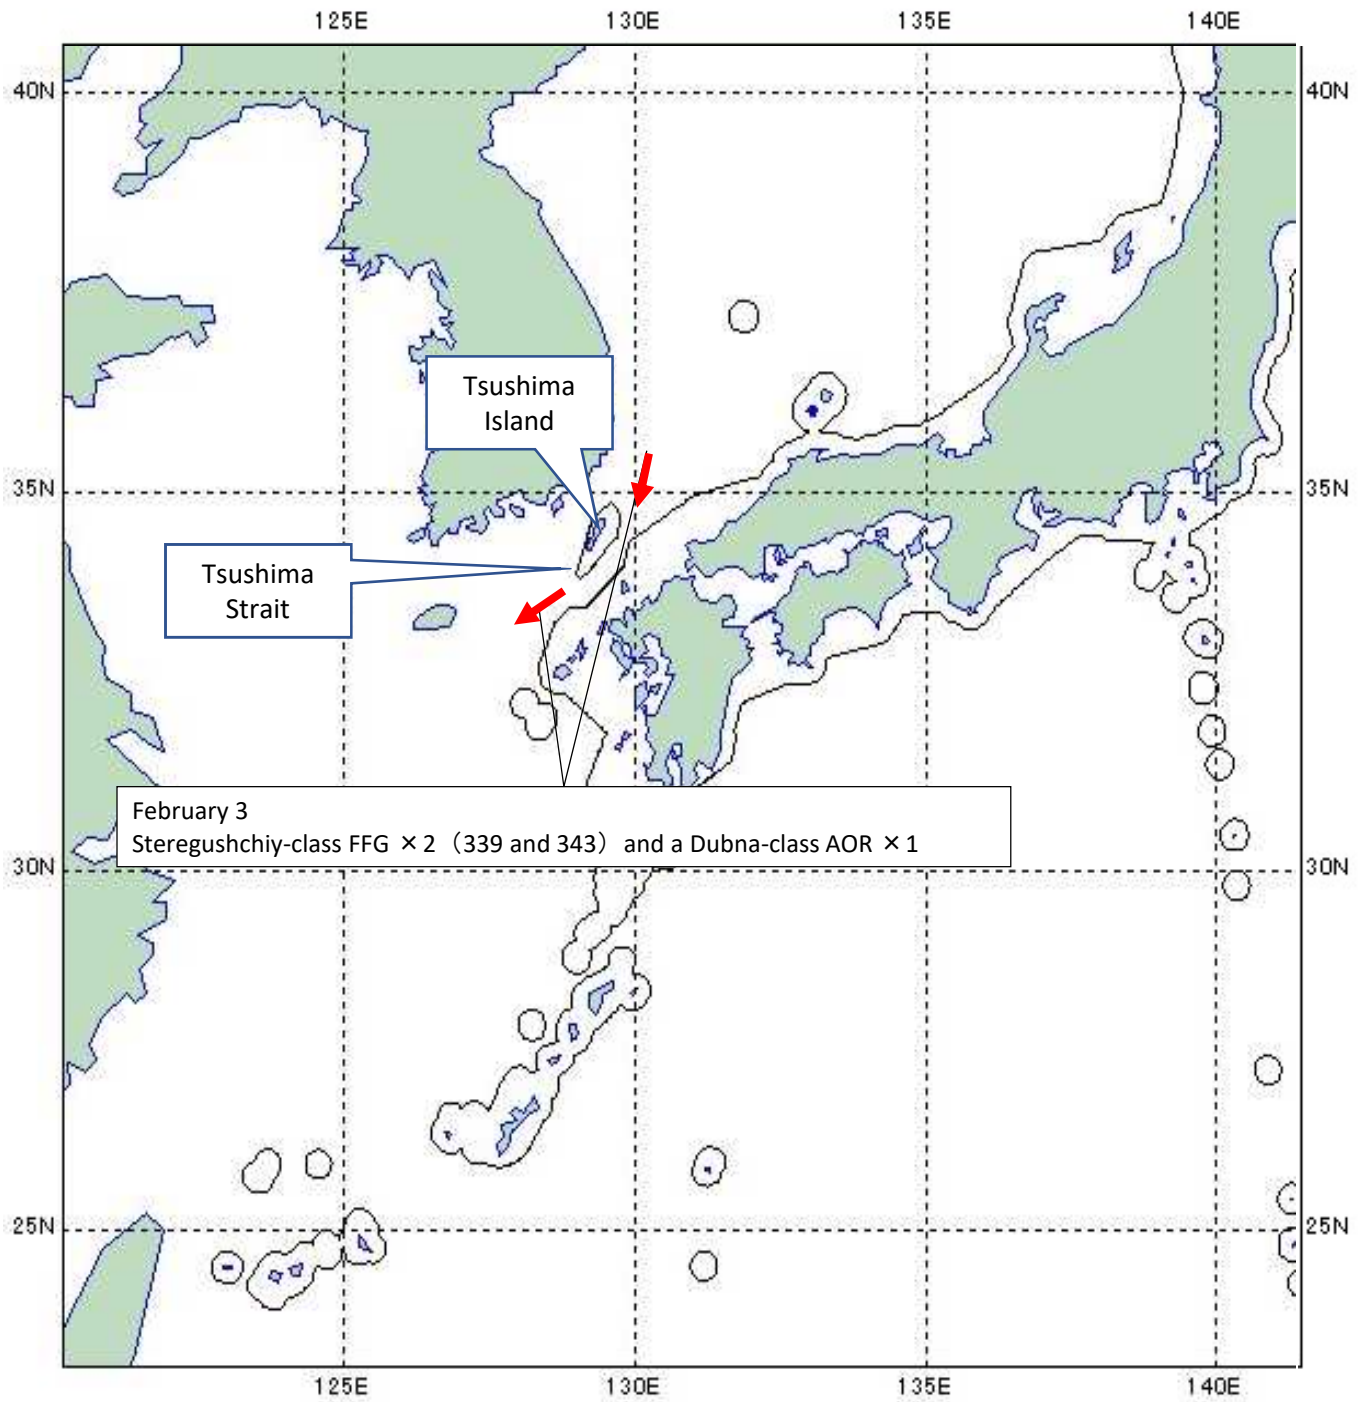 125E 130E 135E 140E
40N 40N
Tsushima
Island
35N 35N
Tsushima
Strait
February 3
Steregushchiy-class FFG ×2（339 and 343）and a Dubna-class AOR ×1
30N 30N
25N 25N
125E 130E 135E 140E